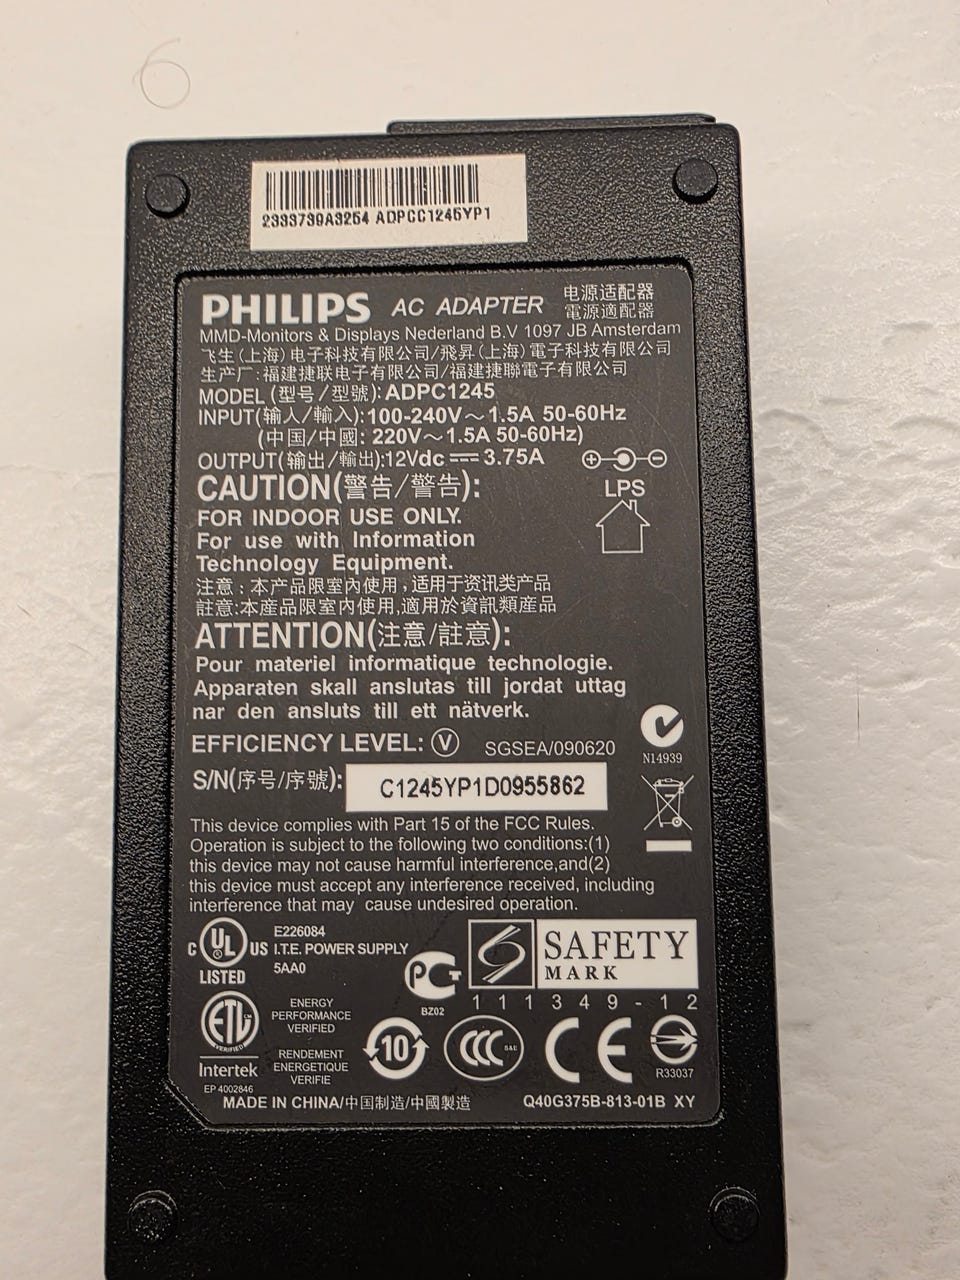 2333739A3254 ADPCC1245YP1
PHILIPS AC ADAPTER 电源适配器
電源適配器
MMD-Monitors & Displays Nederland B.V 1097 JB Amsterdam
飞生(上海)电子科技有限公司/飛昇(上海)電子科技有限公司
生产厂:福建捷联电子有限公司/福建捷聯電子有限公司
MODEL (型号/型號):ADPC1245
INPUT(输人/輸入):100-240V～1.5A 50-60Hz
(中国/中國: 220V～1.5A 50-60Hz)
OUTPUT(输出/輸出):12Vdc ⎓ 3.75A
CAUTION(警告/警告):
LPS
FOR INDOOR USE ONLY.
For use with Information
Technology Equipment.
注意：本产品限室內使用,适用于资讯类产品
註意:本産品限室內使用,適用於資訊類産品
ATTENTION(注意/註意):
Pour materiel informatique technologie.
Apparaten skall anslutas till jordat uttag
nar den ansluts till ett nätverk.
EFFICIENCY LEVEL: V SGSEA/090620
N14939
S/N(序号/序號): C1245YP1D0955862
This device complies with Part 15 of the FCC Rules.
Operation is subject to the following two conditions:(1)
this device may not cause harmful interference,and(2)
this device must accept any interference received, including
interference that may cause undesired operation.
C UL US
LISTED
E226084
I.T.E. POWER SUPPLY
5AA0
PCT
BZ02
S SAFETY
MARK
111349-12
ETL
VERIFIED
Intertek
EP 4002846
ENERGY
PERFORMANCE
VERIFIED
RENDEMENT
ENERGETIQUE
VERIFIE
10
CCC S&E
CE
R33037
MADE IN CHINA/中国制造/中國製造 Q40G375B-813-01B XY